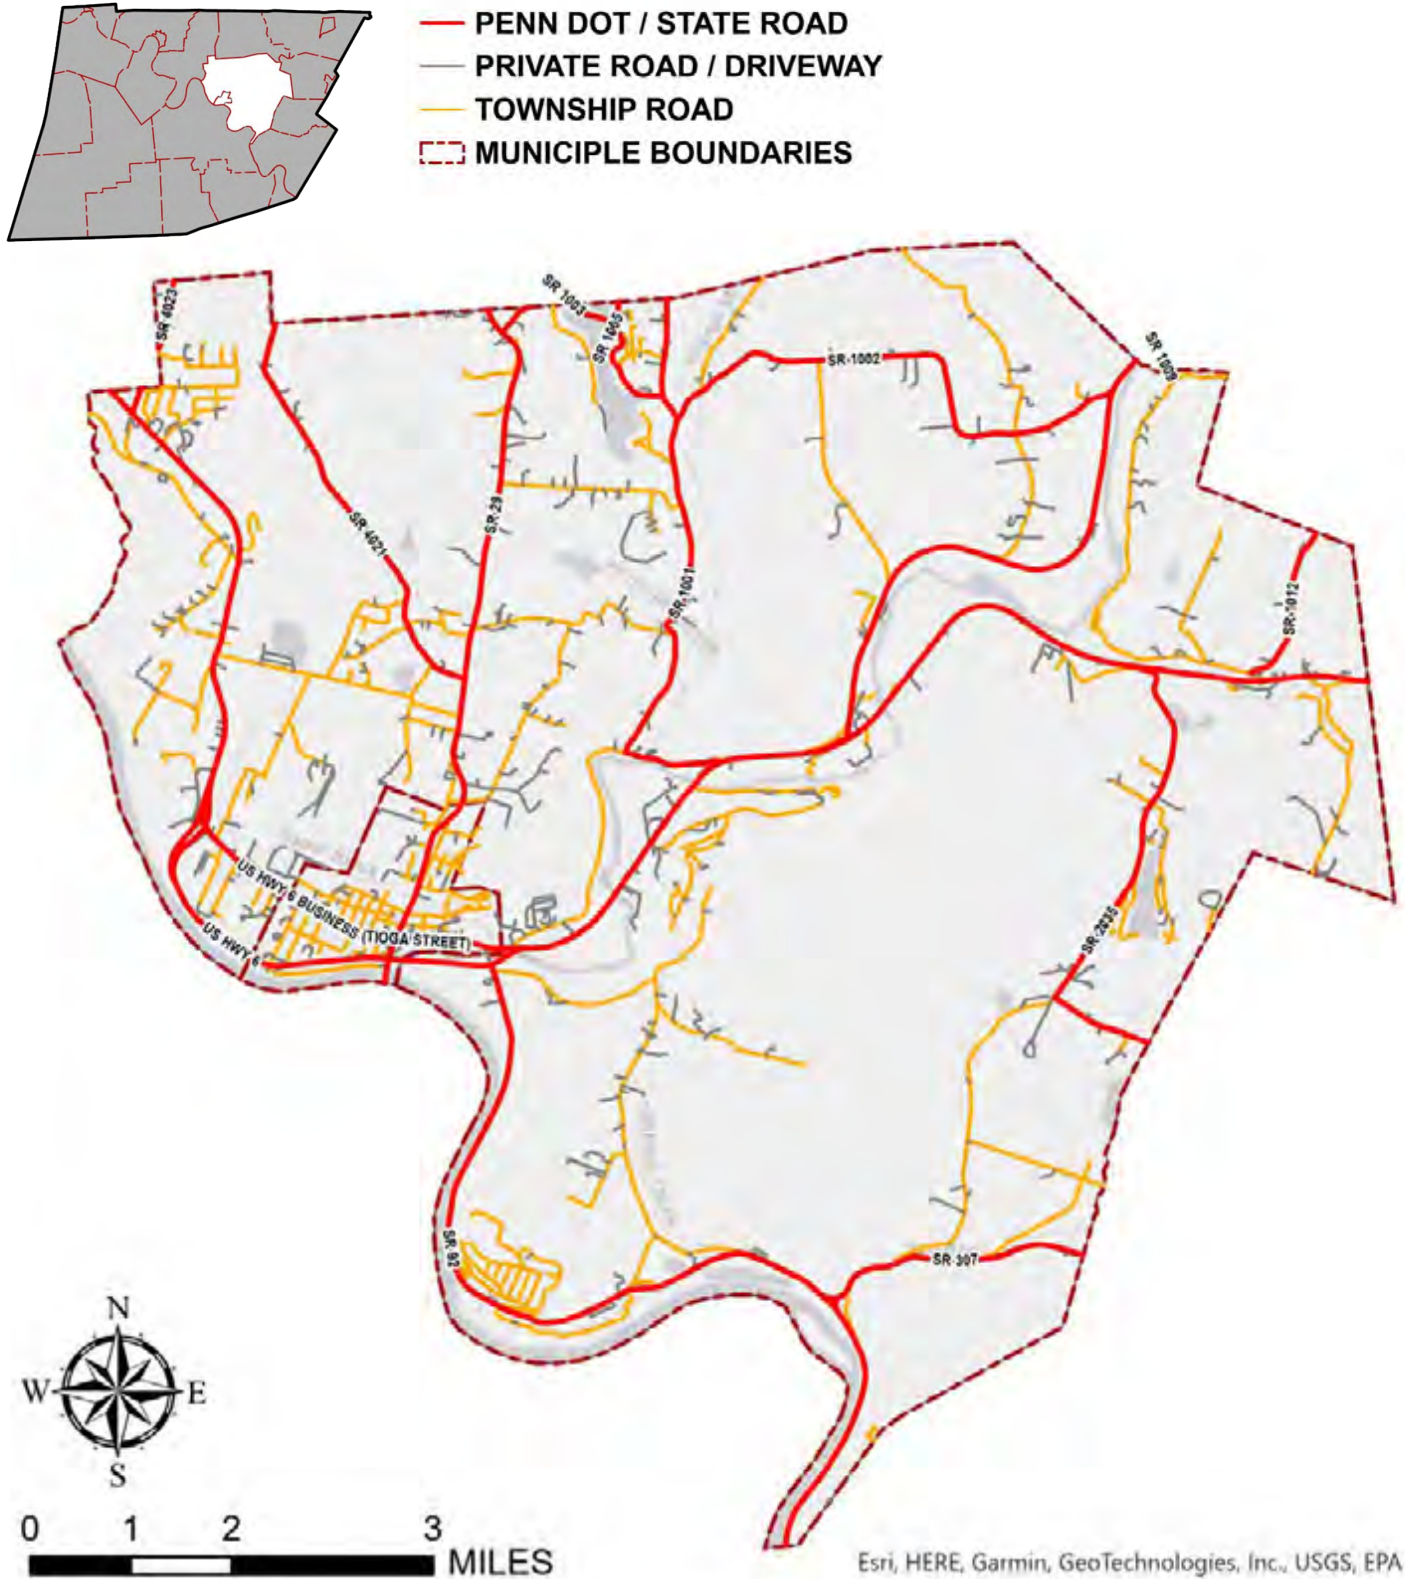 PENN DOT / STATE ROAD
PRIVATE ROAD / DRIVEWAY
TOWNSHIP ROAD
MUNICIPLE BOUNDARIES
SR 4023
SR 1003
SR 1005
SR-1002
SR 1009
SR 4021
SR-29
SR-1001
SR-1012
US HWY 6 BUSINESS (TIOGA STREET)
US HWY 6
SR-2035
SR 92
SR-307
N
W
E
S
0 1 2 3
MILES
Esri, HERE, Garmin, GeoTechnologies, Inc., USGS, EPA